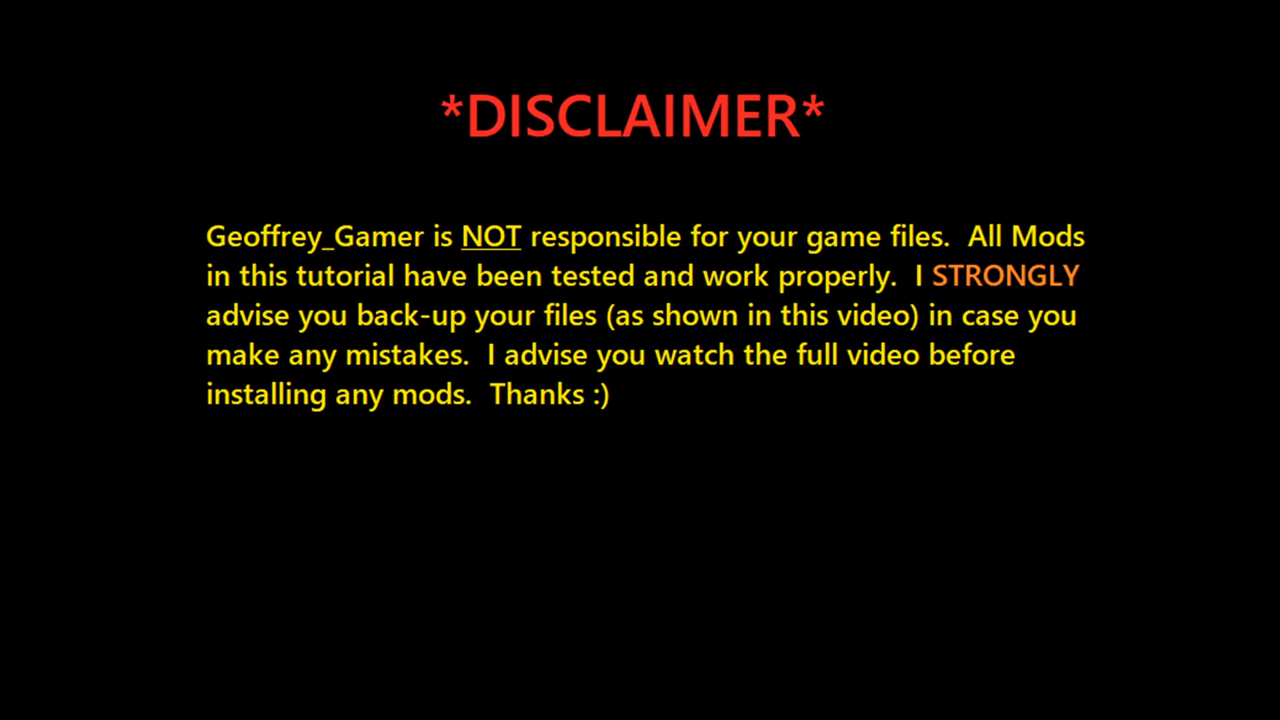 *DISCLAIMER*
Geoffrey_Gamer is NOT responsible for your game files.  All Mods
in this tutorial have been tested and work properly.  I STRONGLY
advise you back-up your files (as shown in this video) in case you
make any mistakes.  I advise you watch the full video before
installing any mods.  Thanks :)